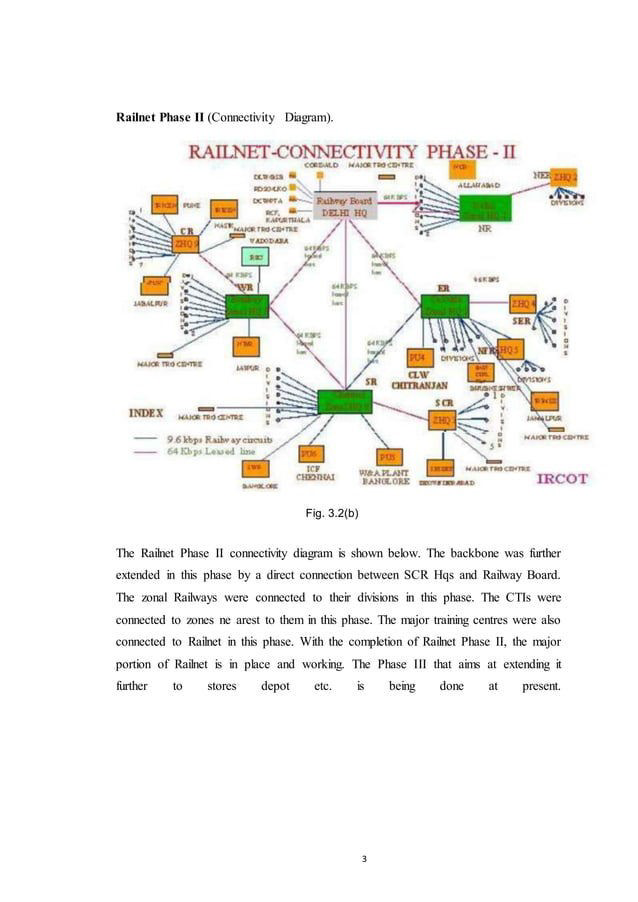 Railnet Phase II (Connectivity Diagram).
RAILNET-CONNECTIVITY PHASE - II
MAJOR TRG CENTRE
ALLAHABAD
NER ZHQ 2
DIVISIONS
Railway Board
DELHI HQ
RCF,
KAPURTHALA
NR
PUNE
CR
ZHQ 9
MAJOR TRG CENTRE
VADODARA
JABALPUR
WR
64 KBPS
ER
9.6 KBPS
ZHQ 4
SER
MAJOR TRG CENTRE
JAIPUR
PU4
DIVISIONS
NFR
HQ 5
CLW
CHITRANJAN
DIVISIONS
SR
SCR
INDEX
MAJOR TRG CENTRE
9.6 kbps Railway circuits
64 Kbps Leased line
PU6
ICF
CHENNAI
PU5
W&A PLANT
BANGLORE
BANGLORE
MAJOR TRG CENTRE
MAJOR TRG CENTRE
IRCOT
Fig. 3.2(b)
The Railnet Phase II connectivity diagram is shown below. The backbone was further
extended in this phase by a direct connection between SCR Hqs and Railway Board.
The zonal Railways were connected to their divisions in this phase. The CTIs were
connected to zones ne arest to them in this phase. The major training centres were also
connected to Railnet in this phase. With the completion of Railnet Phase II, the major
portion of Railnet is in place and working. The Phase III that aims at extending it
further to stores depot etc. is being done at present.
3